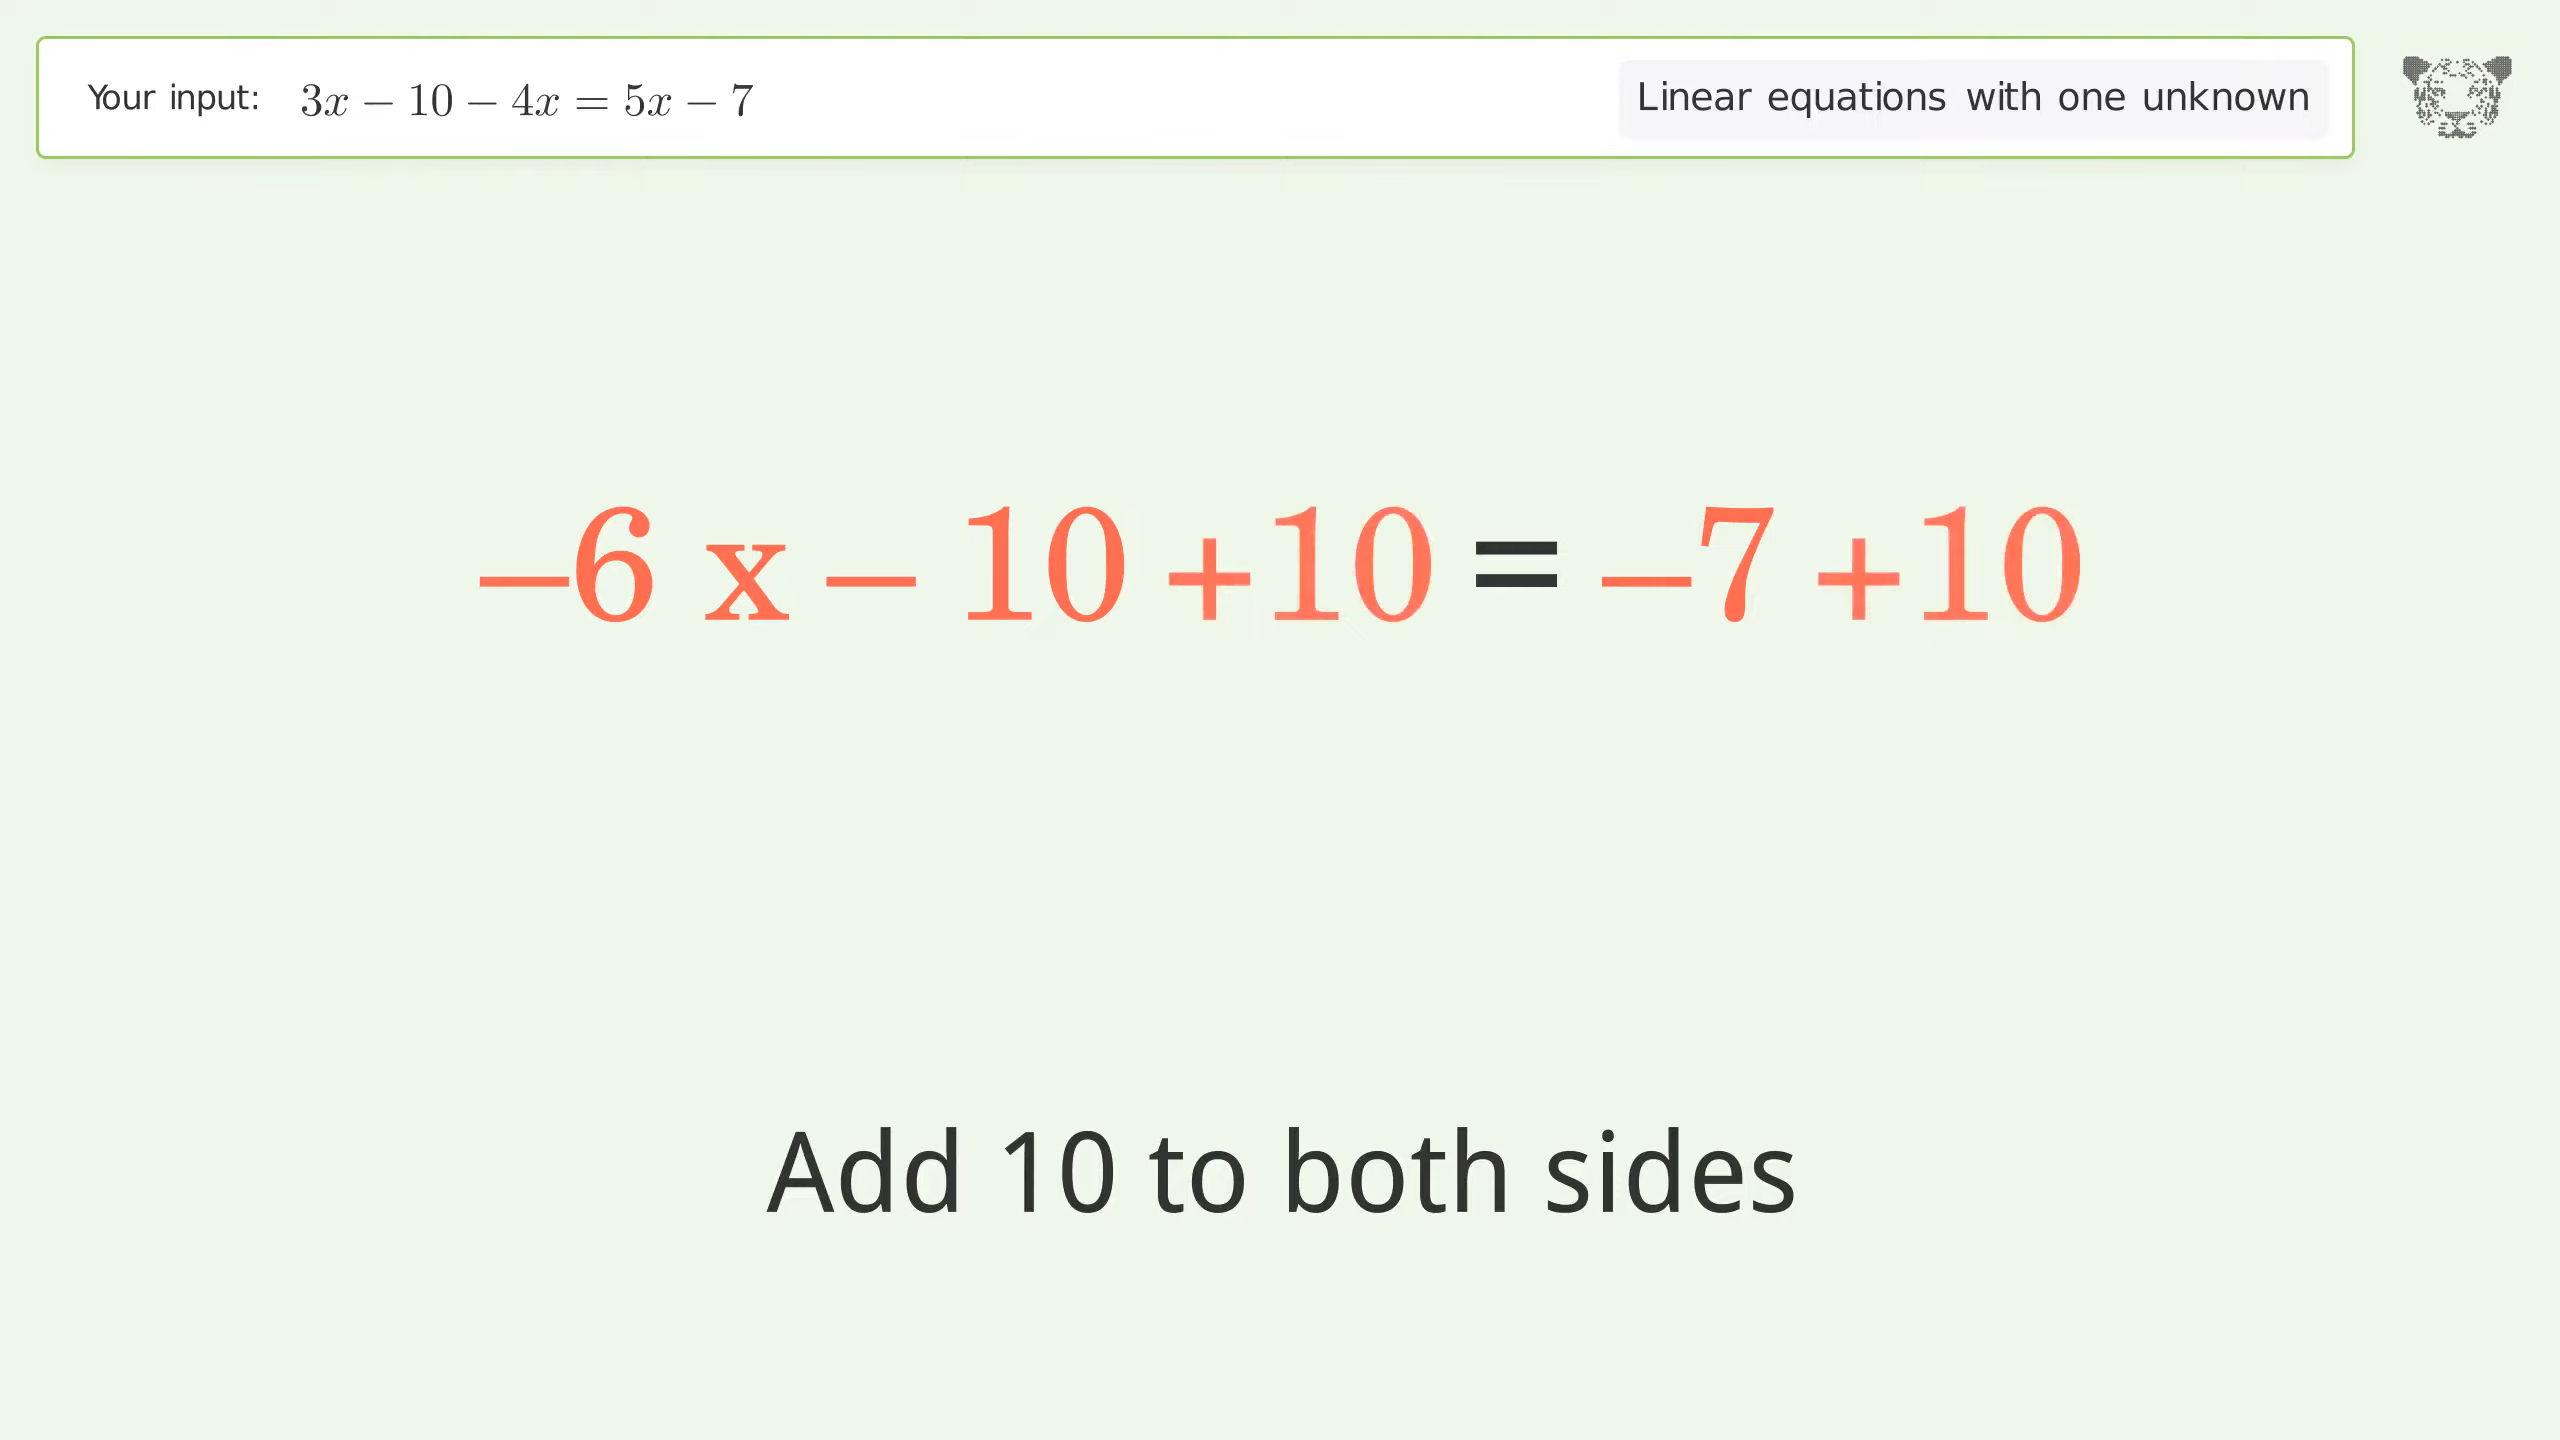 Your input: 3x − 10 − 4x = 5x − 7
Linear equations with one unknown
−6 x − 10 +10 = −7 +10
Add 10 to both sides